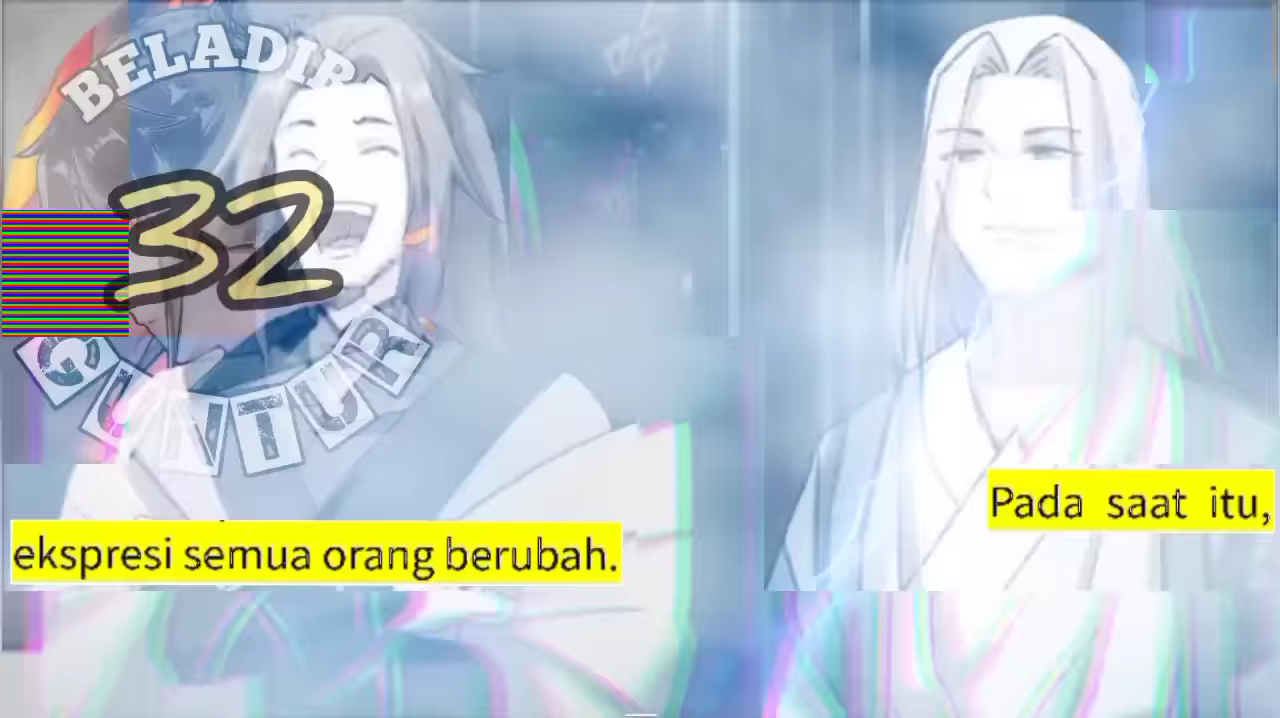 BELADIRI
32
GUNTUR
Pada saat itu,
ekspresi semua orang berubah.